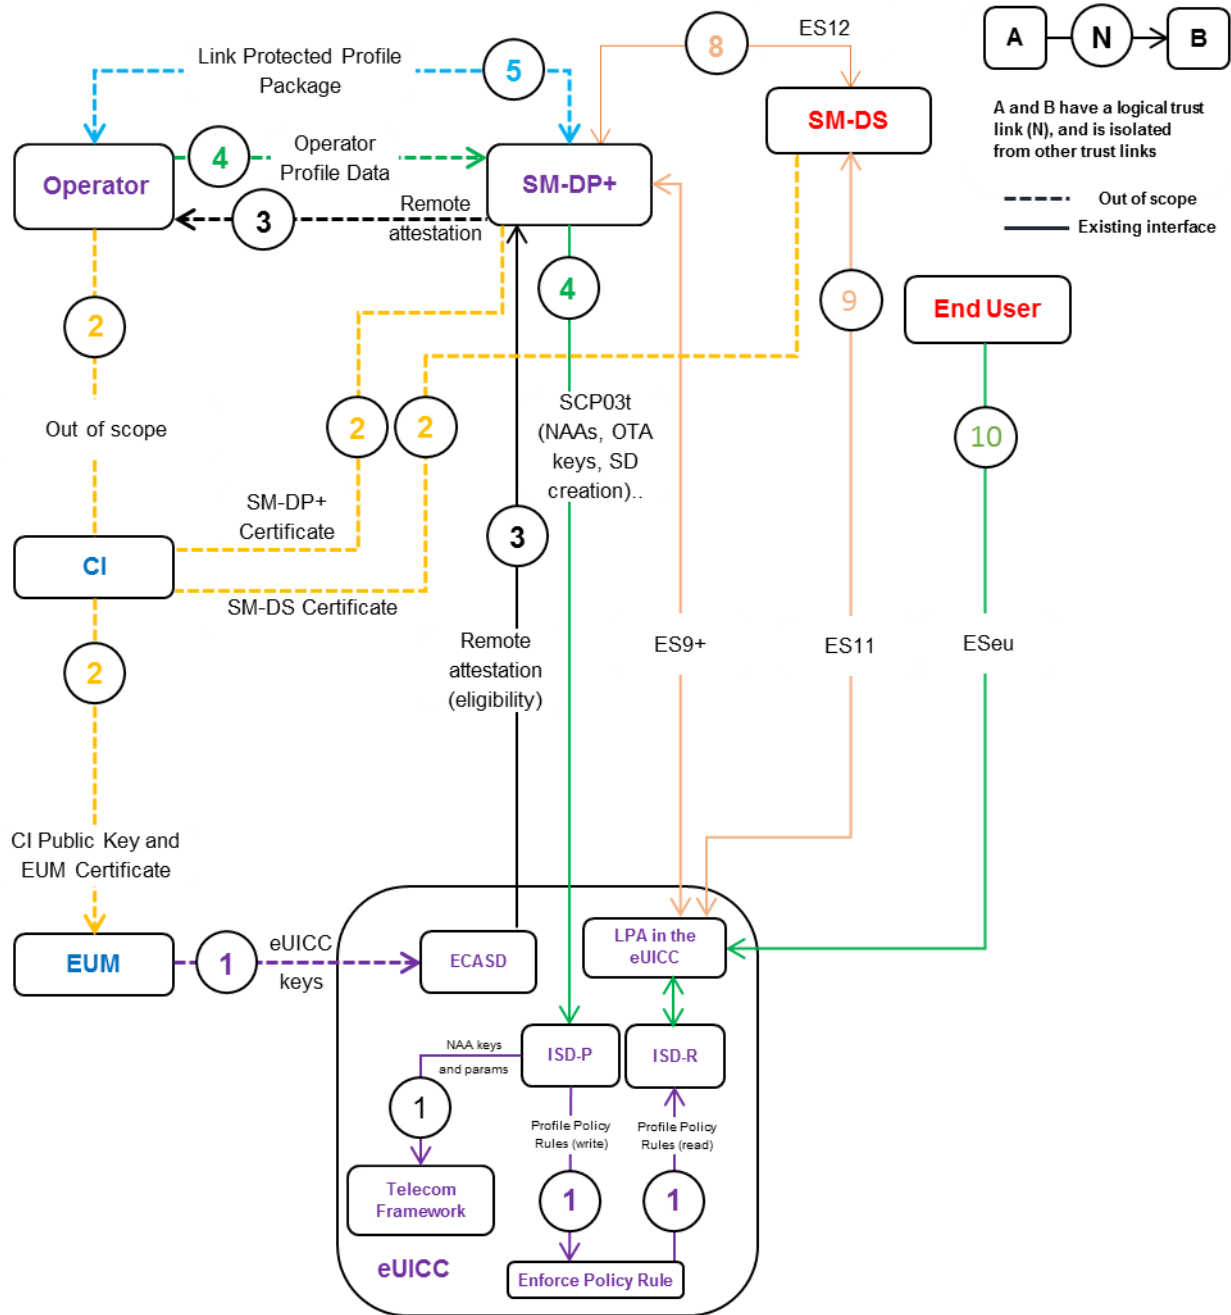 8
ES12
A
N
B
Link Protected Profile
Package
5
SM-DS
A and B have a logical trust
link (N), and is isolated
from other trust links
Operator
4
Operator
Profile Data
SM-DP+
Out of scope
Existing interface
3
Remote
attestation
2
4
9
End User
Out of scope
2
2
SCP03t
(NAAs, OTA
keys, SD
creation)..
10
SM-DP+
Certificate
3
CI
SM-DS Certificate
2
Remote
attestation
(eligibility)
ES9+
ES11
ESeu
CI Public Key and
EUM Certificate
EUM
1
eUICC
keys
ECASD
LPA in the
eUICC
NAA keys
and params
ISD-P
ISD-R
1
Profile Policy
Rules (write)
Profile Policy
Rules (read)
Telecom
Framework
1
1
eUICC
Enforce Policy Rule